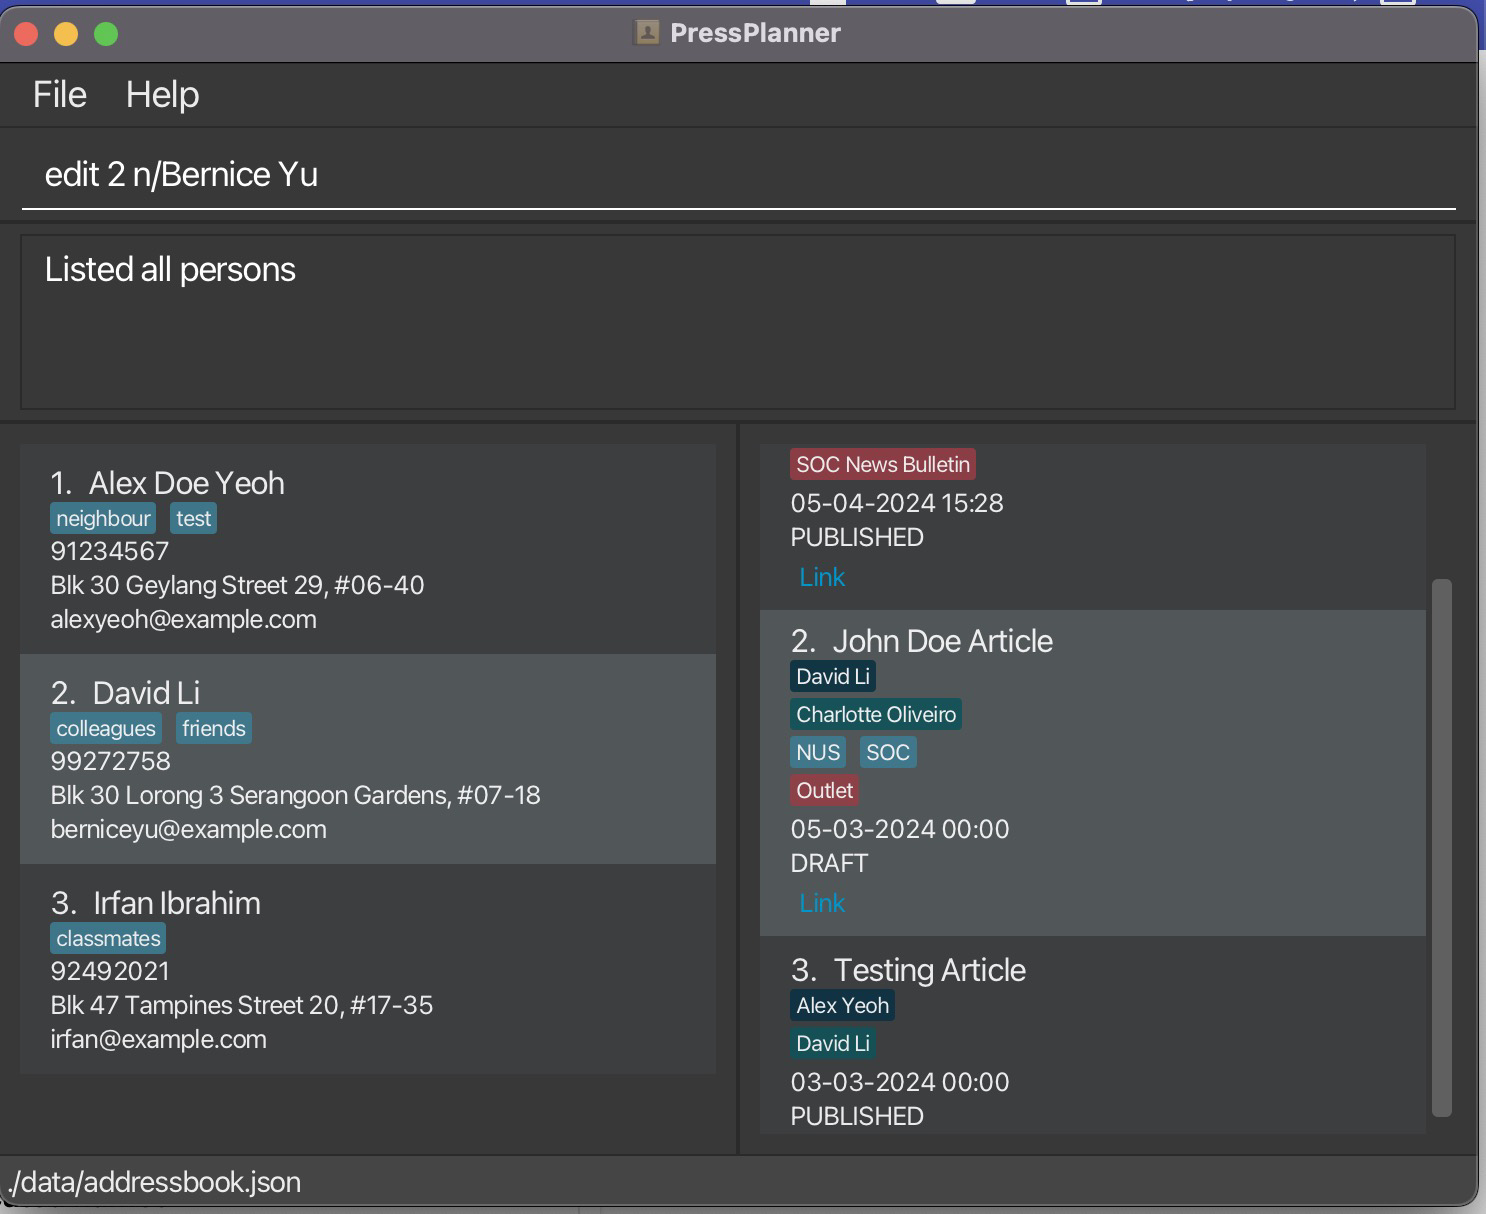 PressPlanner
File Help
edit 2 n/Bernice Yu
Listed all persons
1. Alex Doe Yeoh
neighbour test
91234567
Blk 30 Geylang Street 29, #06-40
alexyeoh@example.com
2. David Li
colleagues friends
99272758
Blk 30 Lorong 3 Serangoon Gardens, #07-18
berniceyu@example.com
3. Irfan Ibrahim
classmates
92492021
Blk 47 Tampines Street 20, #17-35
irfan@example.com
SOC News Bulletin
05-04-2024 15:28
PUBLISHED
Link
2. John Doe Article
David Li
Charlotte Oliveiro
NUS SOC
Outlet
05-03-2024 00:00
DRAFT
Link
3. Testing Article
Alex Yeoh
David Li
03-03-2024 00:00
PUBLISHED
./data/addressbook.json